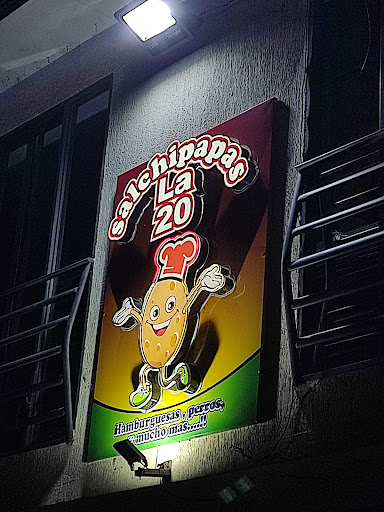 Salchipapas
La
20
Hamburguesas, perros,
y mucho mas....!!